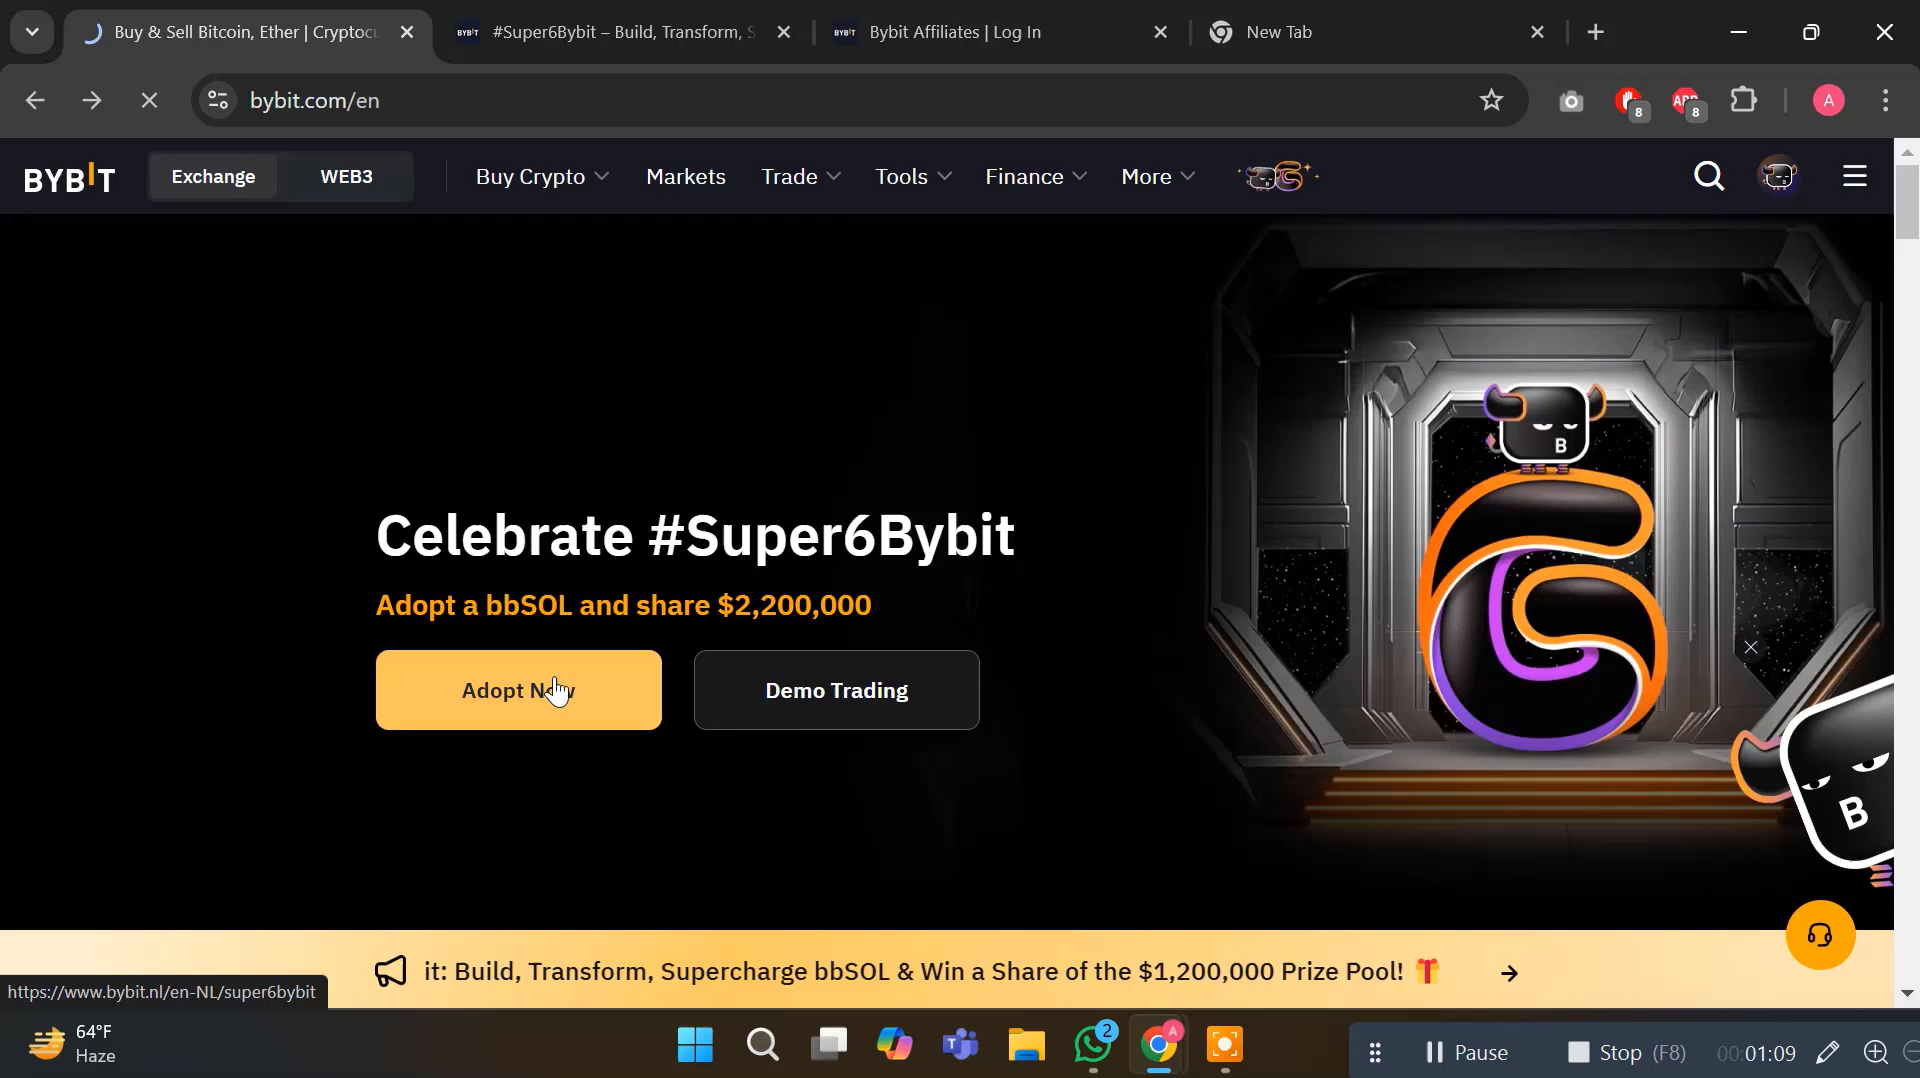 Buy & Sell Bitcoin, Ether | Cryptocu
#Super6Bybit – Build, Transform, S
Bybit Affiliates | Log In
New Tab
bybit.com/en
8
8
A
BYBIT
Exchange
WEB3
Buy Crypto
Markets
Trade
Tools
Finance
More
B
Celebrate #Super6Bybit
Adopt a bbSOL and share $2,200,000
Adopt Now
Demo Trading
B
it: Build, Transform, Supercharge bbSOL & Win a Share of the $1,200,000 Prize Pool! 🎁
https://www.bybit.nl/en-NL/super6bybit
64°F
Haze
2
A
Pause
Stop (F8)
00:01:09